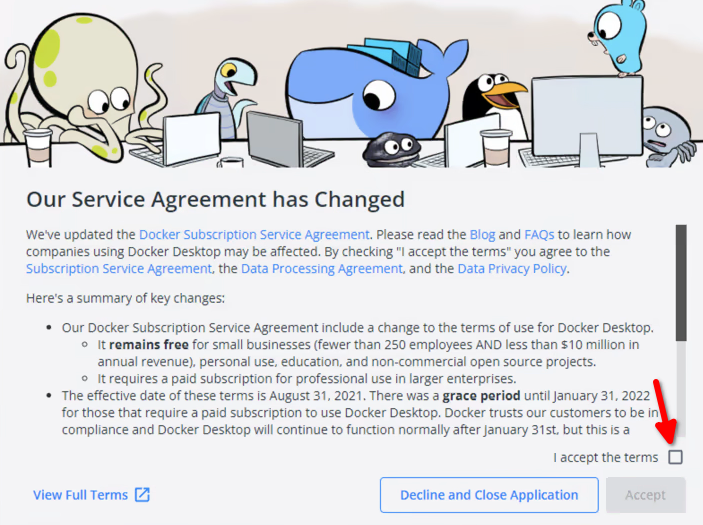 Our Service Agreement has Changed
We've updated the Docker Subscription Service Agreement. Please read the Blog and FAQs to learn how
companies using Docker Desktop may be affected. By checking "I accept the terms" you agree to the
Subscription Service Agreement, the Data Processing Agreement, and the Data Privacy Policy.
Here's a summary of key changes:
• Our Docker Subscription Service Agreement include a change to the terms of use for Docker Desktop.
◦ It remains free for small businesses (fewer than 250 employees AND less than $10 million in
annual revenue), personal use, education, and non-commercial open source projects.
◦ It requires a paid subscription for professional use in larger enterprises.
• The effective date of these terms is August 31, 2021. There was a grace period until January 31, 2022
for those that require a paid subscription to use Docker Desktop. Docker trusts our customers to be in
compliance and Docker Desktop will continue to function normally after January 31st, but this is a
I accept the terms
View Full Terms
Decline and Close Application
Accept